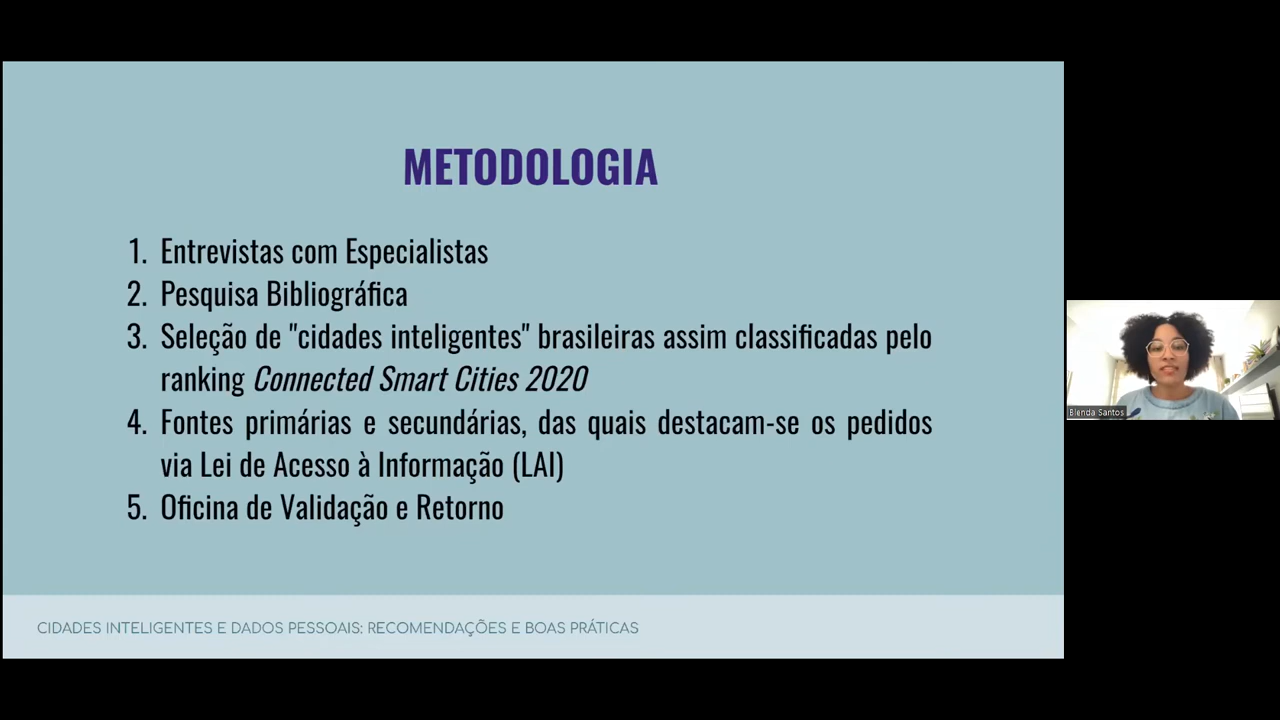 METODOLOGIA
1. Entrevistas com Especialistas
2. Pesquisa Bibliográfica
3. Seleção de "cidades inteligentes" brasileiras assim classificadas pelo
ranking Connected Smart Cities 2020
4. Fontes primárias e secundárias, das quais destacam-se os pedidos
via Lei de Acesso à Informação (LAI)
5. Oficina de Validação e Retorno
CIDADES INTELIGENTES E DADOS PESSOAIS: RECOMENDAÇÕES E BOAS PRÁTICAS
Blenda Santos